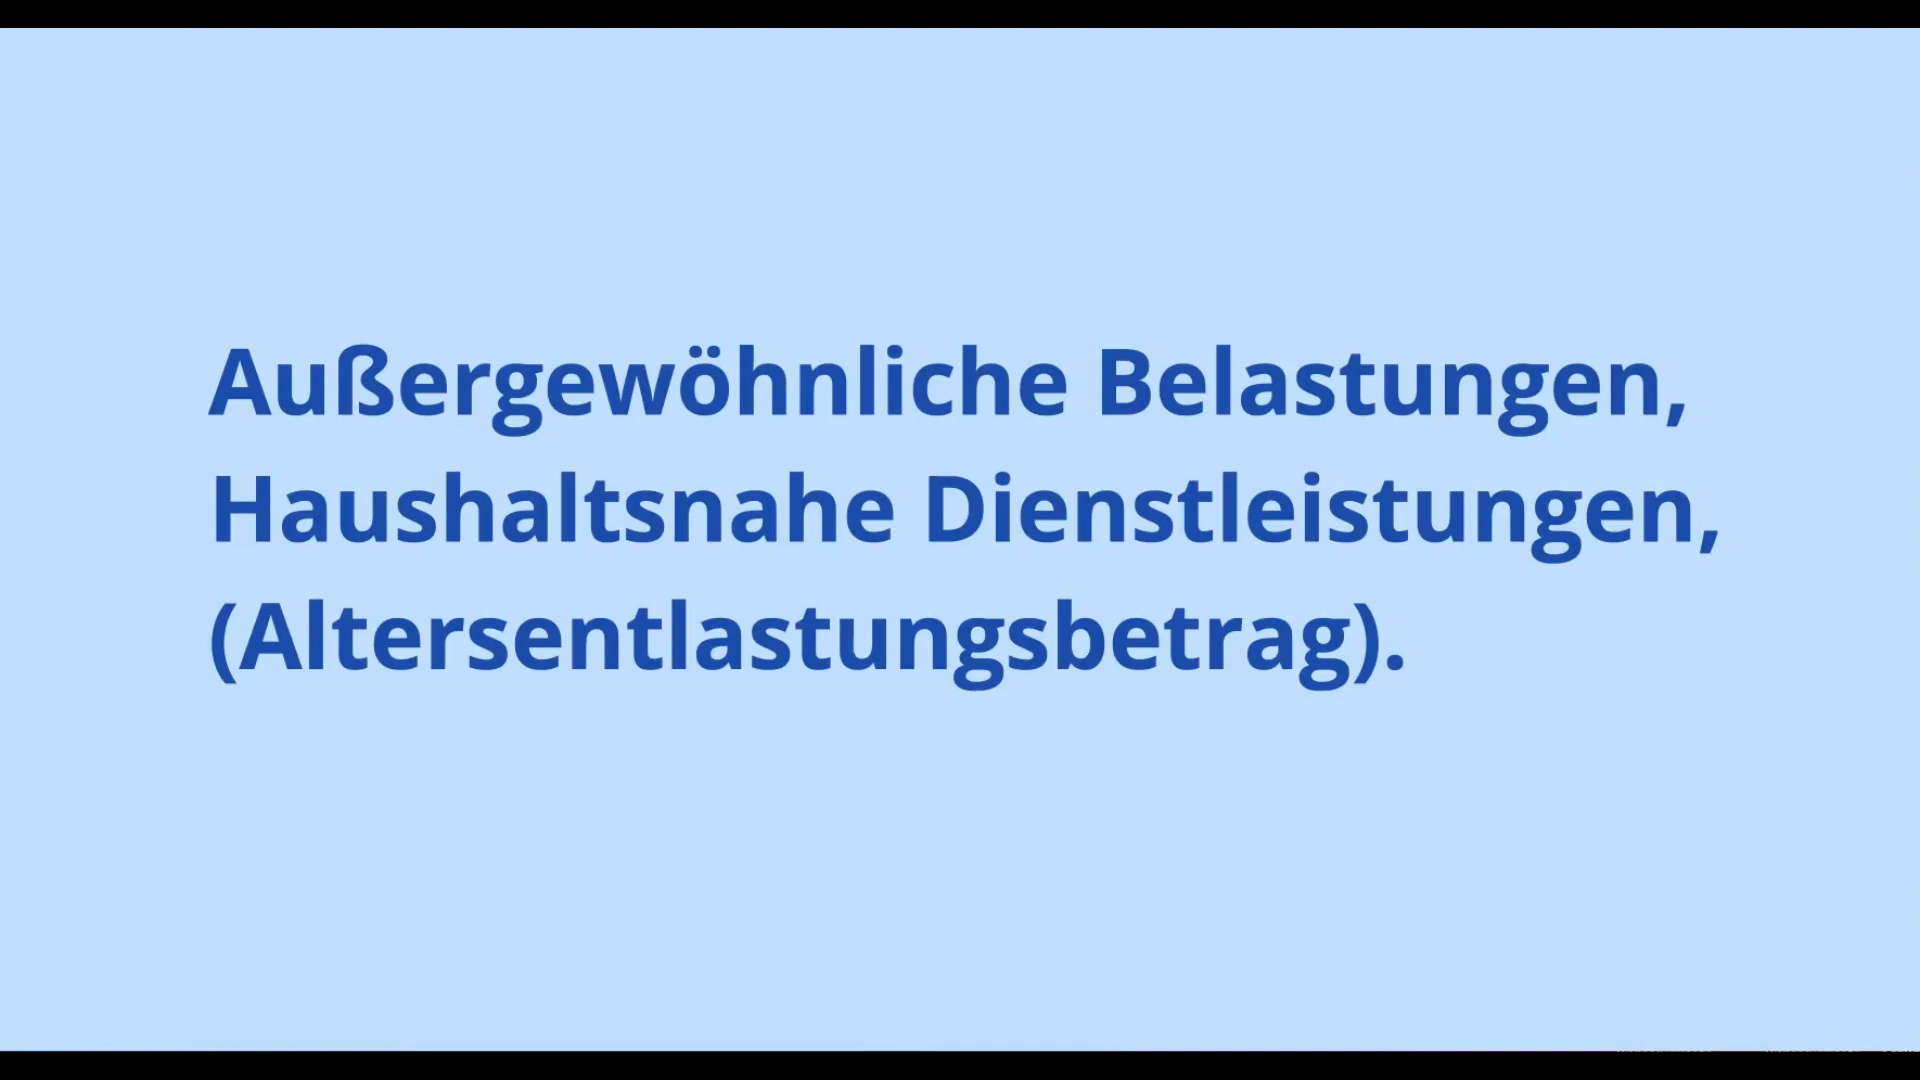 Außergewöhnliche Belastungen,
Haushaltsnahe Dienstleistungen,
(Altersentlastungsbetrag).